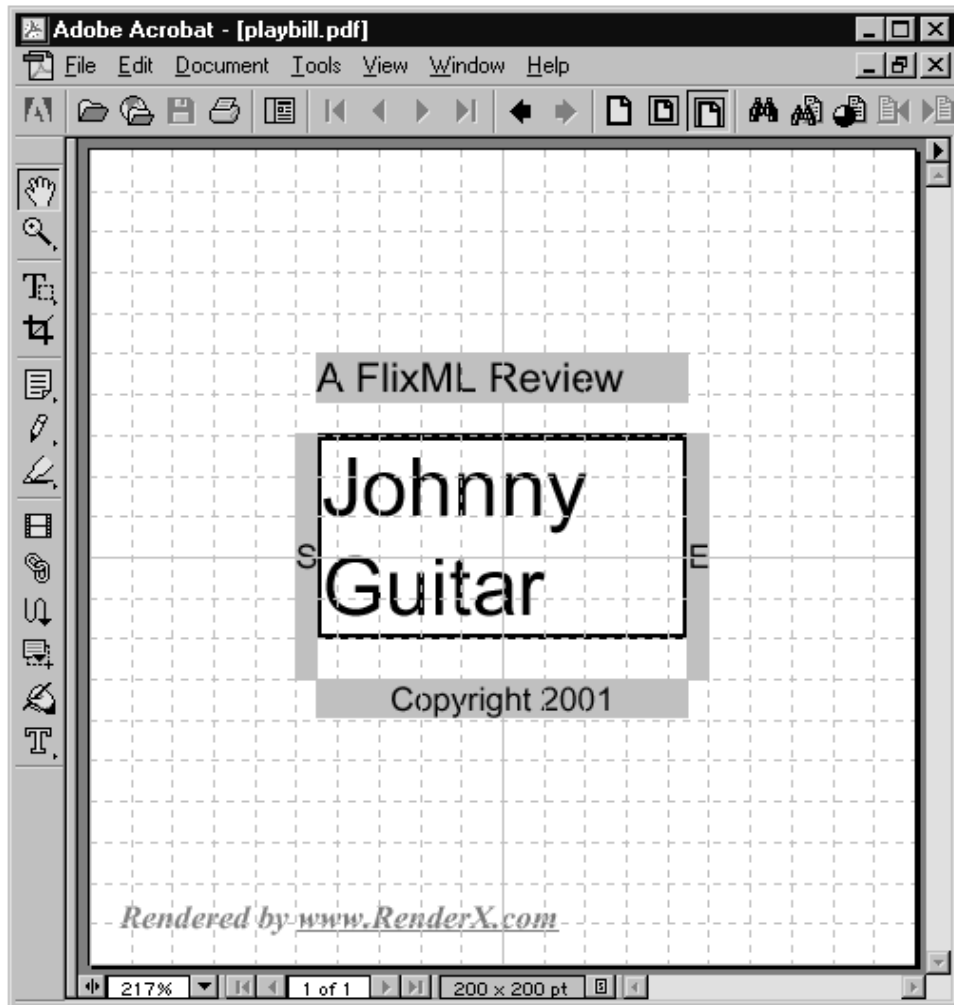 Adobe Acrobat - [playbill.pdf]
File Edit Document Tools View Window Help
A FlixML Review
Johnny
S E
Guitar
Copyright 2001
Rendered by www.RenderX.com
217% 1 of 1 200 x 200 pt